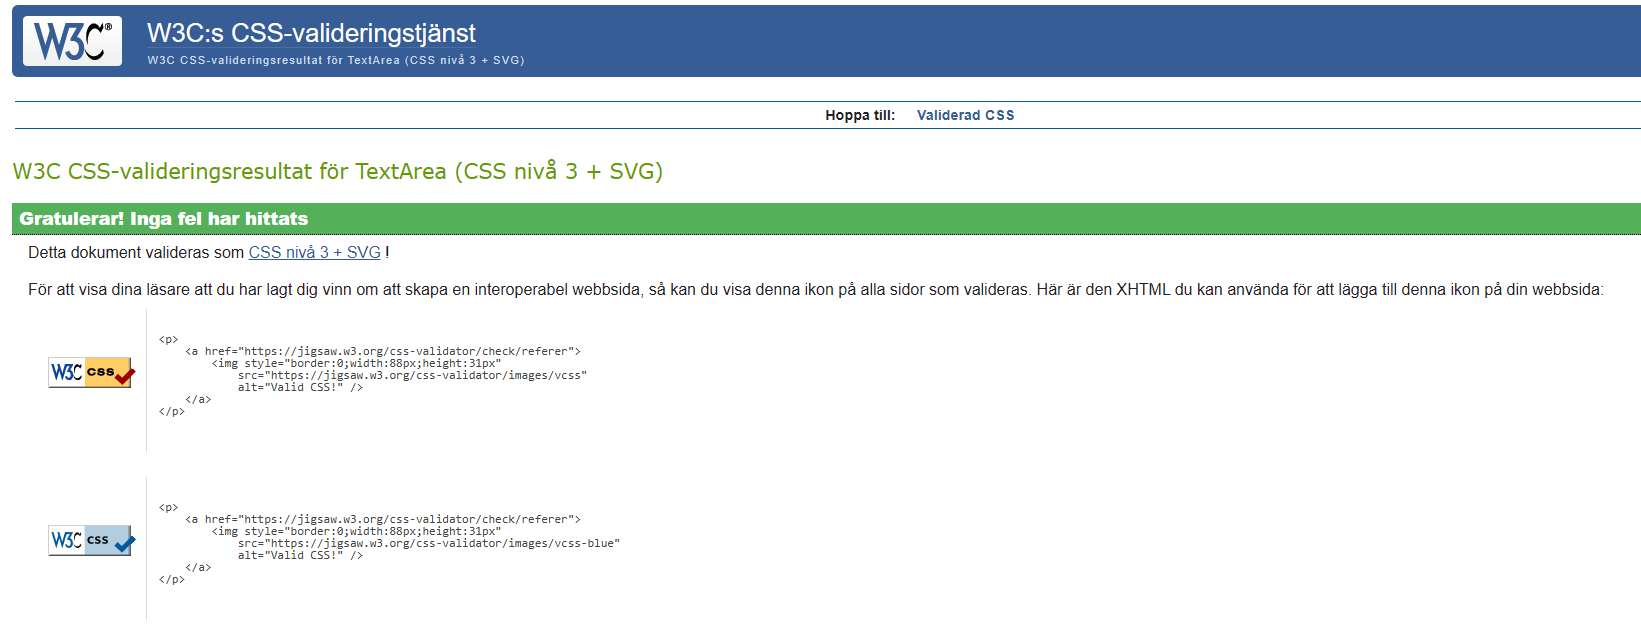 W3C®
W3C:s CSS-valideringstjänst
W3C CSS-valideringsresultat för TextArea (CSS nivå 3 + SVG)
Hoppa till: Validerad CSS
W3C CSS-valideringsresultat för TextArea (CSS nivå 3 + SVG)
Gratulerar! Inga fel har hittats
Detta dokument valideras som CSS nivå 3 + SVG !
För att visa dina läsare att du har lagt dig vinn om att skapa en interoperabel webbsida, så kan du visa denna ikon på alla sidor som valideras. Här är den XHTML du kan använda för att lägga till denna ikon på din webbsida:
W3C css
<p>
    <a href="https://jigsaw.w3.org/css-validator/check/referer">
        <img style="border:0;width:88px;height:31px"
            src="https://jigsaw.w3.org/css-validator/images/vcss"
            alt="Valid CSS!" />
    </a>
</p>
W3C css
<p>
    <a href="https://jigsaw.w3.org/css-validator/check/referer">
        <img style="border:0;width:88px;height:31px"
            src="https://jigsaw.w3.org/css-validator/images/vcss-blue"
            alt="Valid CSS!" />
    </a>
</p>